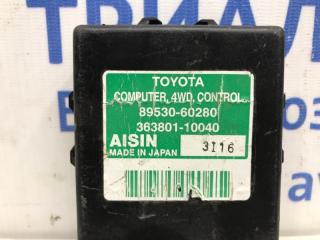 TOYOTA
COMPUTER, 4WD, CONTROL
89530-60280
363801-10040
AISIN 3I16
MADE IN JAPAN